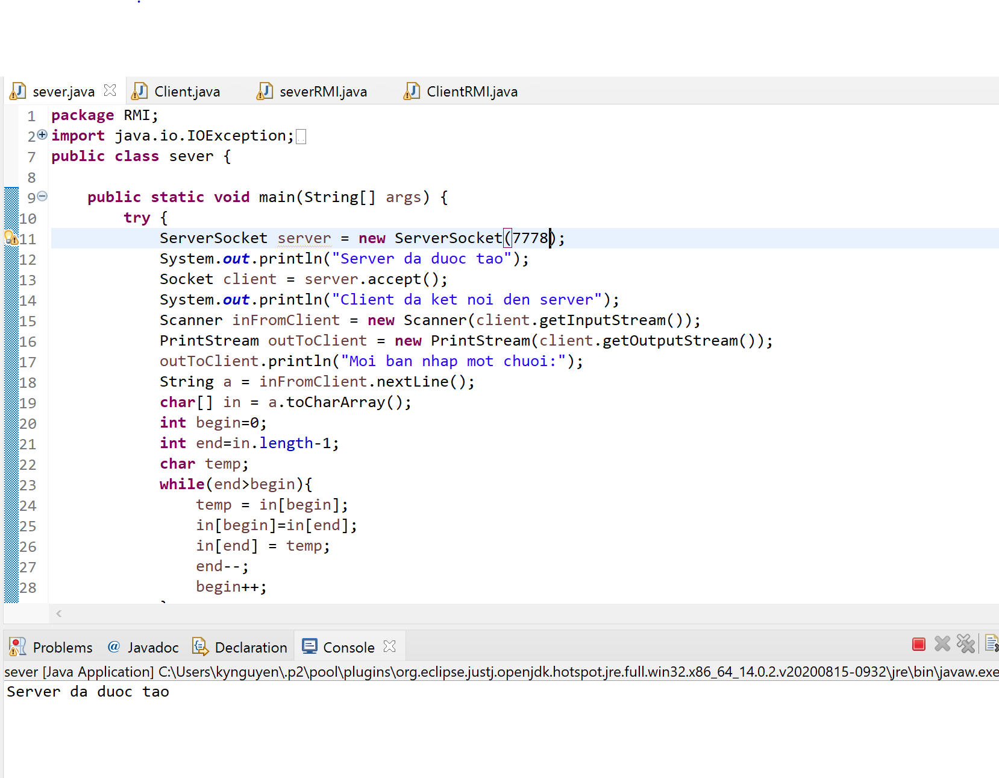 sever.java Client.java severRMI.java ClientRMI.java
1 package RMI;
2 import java.io.IOException;
7 public class sever {
8
9 public static void main(String[] args) {
10 try {
11 ServerSocket server = new ServerSocket(7778);
12 System.out.println("Server da duoc tao");
13 Socket client = server.accept();
14 System.out.println("Client da ket noi den server");
15 Scanner inFromClient = new Scanner(client.getInputStream());
16 PrintStream outToClient = new PrintStream(client.getOutputStream());
17 outToClient.println("Moi ban nhap mot chuoi:");
18 String a = inFromClient.nextLine();
19 char[] in = a.toCharArray();
20 int begin=0;
21 int end=in.length-1;
22 char temp;
23 while(end>begin){
24 temp = in[begin];
25 in[begin]=in[end];
26 in[end] = temp;
27 end--;
28 begin++;
Problems @ Javadoc Declaration Console
sever [Java Application] C:\Users\kynguyen\.p2\pool\plugins\org.eclipse.justj.openjdk.hotspot.jre.full.win32.x86_64_14.0.2.v20200815-0932\jre\bin\javaw.exe
Server da duoc tao